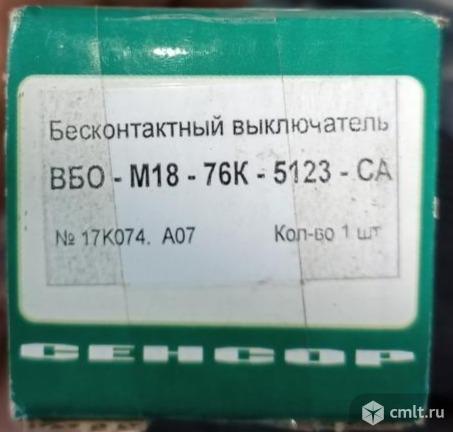 Бесконтактный выключатель
ВБО - М18 - 76К - 5123 - СА
№ 17К074. А07 Кол-во 1 шт
СЕНСОР
cmlt.ru